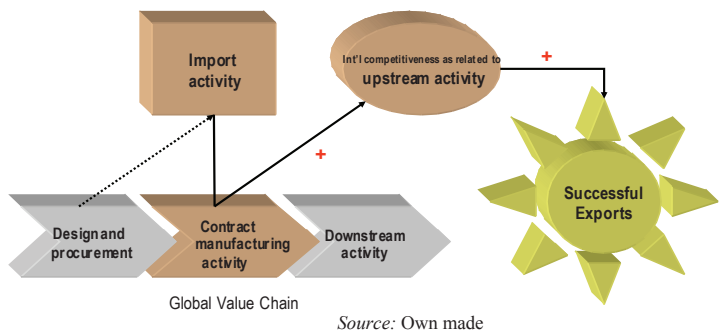 Import
activity
Int'l competitiveness as related to
upstream activity
+
+
Successful
Exports
Design and
procurement
Contract
manufacturing
activity
Downstream
activity
Global Value Chain
Source: Own made